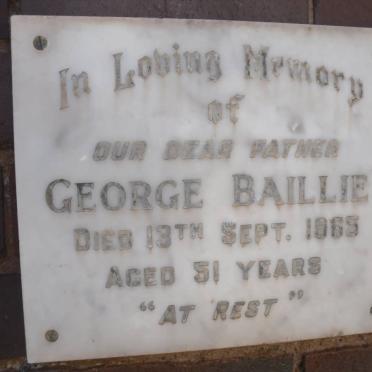 In Loving Memory
of
OUR DEAR FATHER
GEORGE BAILLIE
DIED 13TH SEPT. 1965
AGED 51 YEARS
"AT REST"